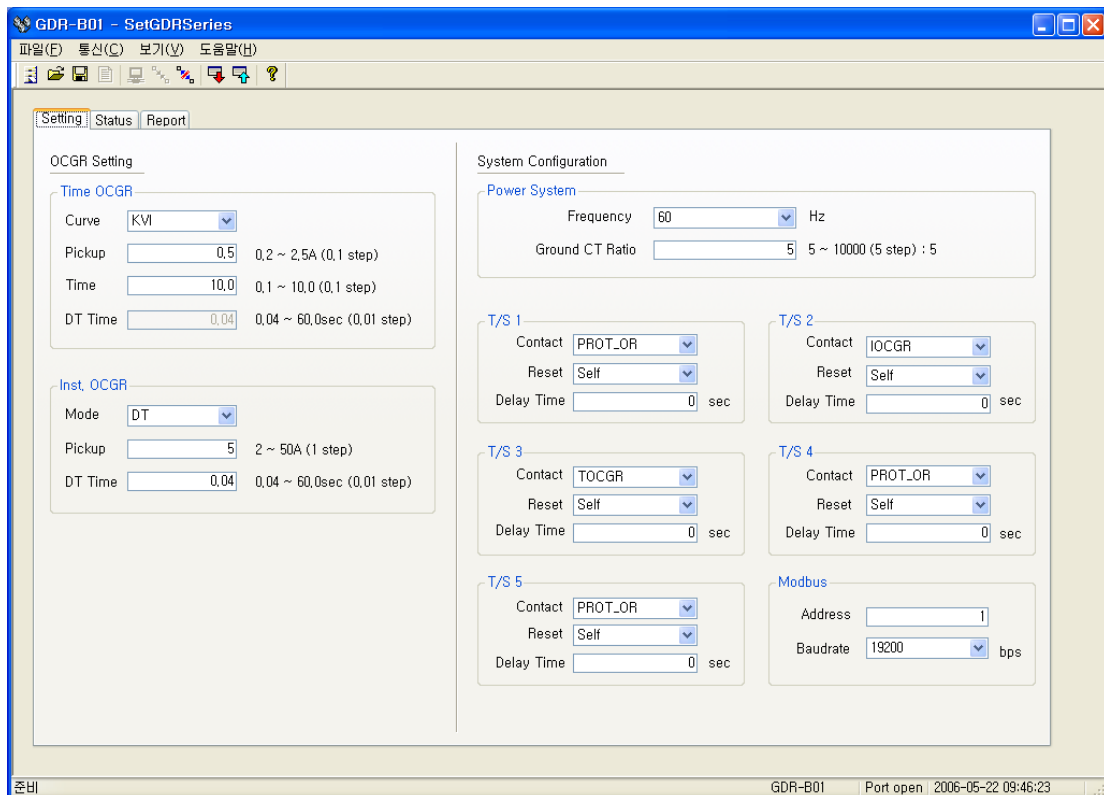 GDR-B01 - SetGDRSeries
파일(F) 통신(C) 보기(V) 도움말(H)
Setting Status Report
OCGR Setting
Time OCGR
Curve KVI
Pickup 0,5 0,2 ~ 2,5A (0,1 step)
Time 10,0 0,1 ~ 10,0 (0,1 step)
DT Time 0,04 0,04 ~ 60,0sec (0,01 step)
Inst, OCGR
Mode DT
Pickup 5 2 ~ 50A (1 step)
DT Time 0,04 0,04 ~ 60,0sec (0,01 step)
System Configuration
Power System
Frequency 60 Hz
Ground CT Ratio 5 5 ~ 10000 (5 step) : 5
T/S 1
Contact PROT_OR
Reset Self
Delay Time 0 sec
T/S 2
Contact IOCGR
Reset Self
Delay Time 0 sec
T/S 3
Contact TOCGR
Reset Self
Delay Time 0 sec
T/S 4
Contact PROT_OR
Reset Self
Delay Time 0 sec
T/S 5
Contact PROT_OR
Reset Self
Delay Time 0 sec
Modbus
Address 1
Baudrate 19200 bps
준비 GDR-B01 Port open 2006-05-22 09:46:23